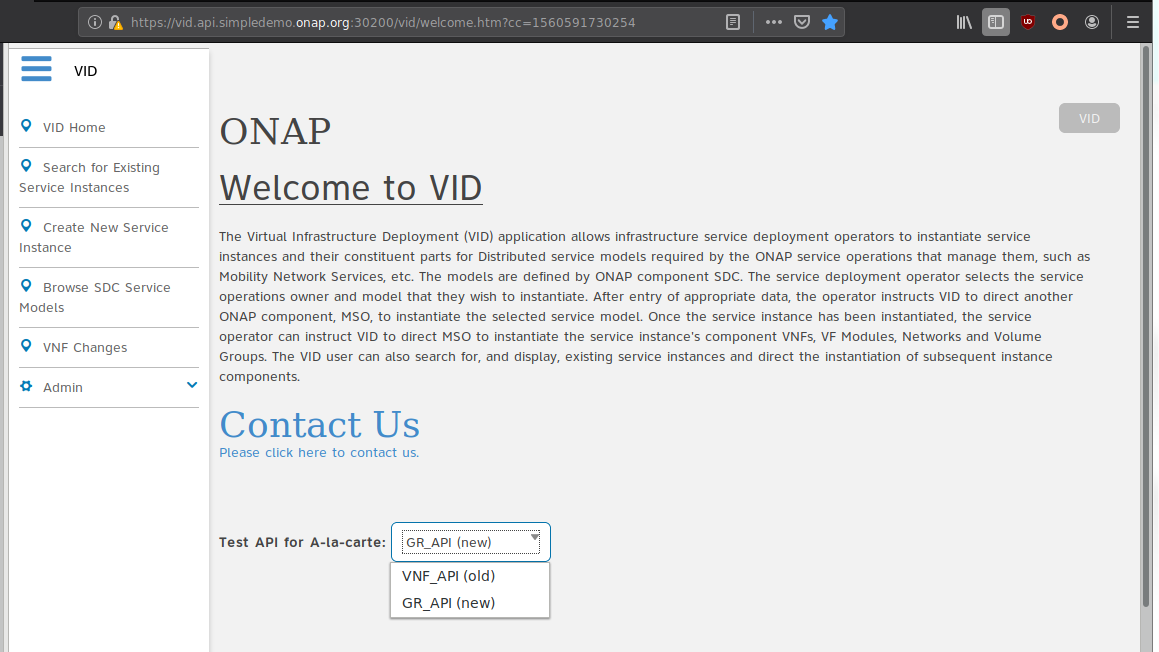 https://vid.api.simpledemo.onap.org:30200/vid/welcome.htm?cc=1560591730254
VID
VID Home
Search for Existing
Service Instances
Create New Service
Instance
Browse SDC Service
Models
VNF Changes
Admin
VID
ONAP
Welcome to VID
The Virtual Infrastructure Deployment (VID) application allows infrastructure service deployment operators to instantiate service
instances and their constituent parts for Distributed service models required by the ONAP service operations that manage them, such as
Mobility Network Services, etc. The models are defined by ONAP component SDC. The service deployment operator selects the service
operations owner and model that they wish to instantiate. After entry of appropriate data, the operator instructs VID to direct another
ONAP component, MSO, to instantiate the selected service model. Once the service instance has been instantiated, the service
operator can instruct VID to direct MSO to instantiate the service instance's component VNFs, VF Modules, Networks and Volume
Groups. The VID user can also search for, and display, existing service instances and direct the instantiation of subsequent instance
components.
Contact Us
Please click here to contact us.
Test API for A-la-carte: GR_API (new)
VNF_API (old)
GR_API (new)